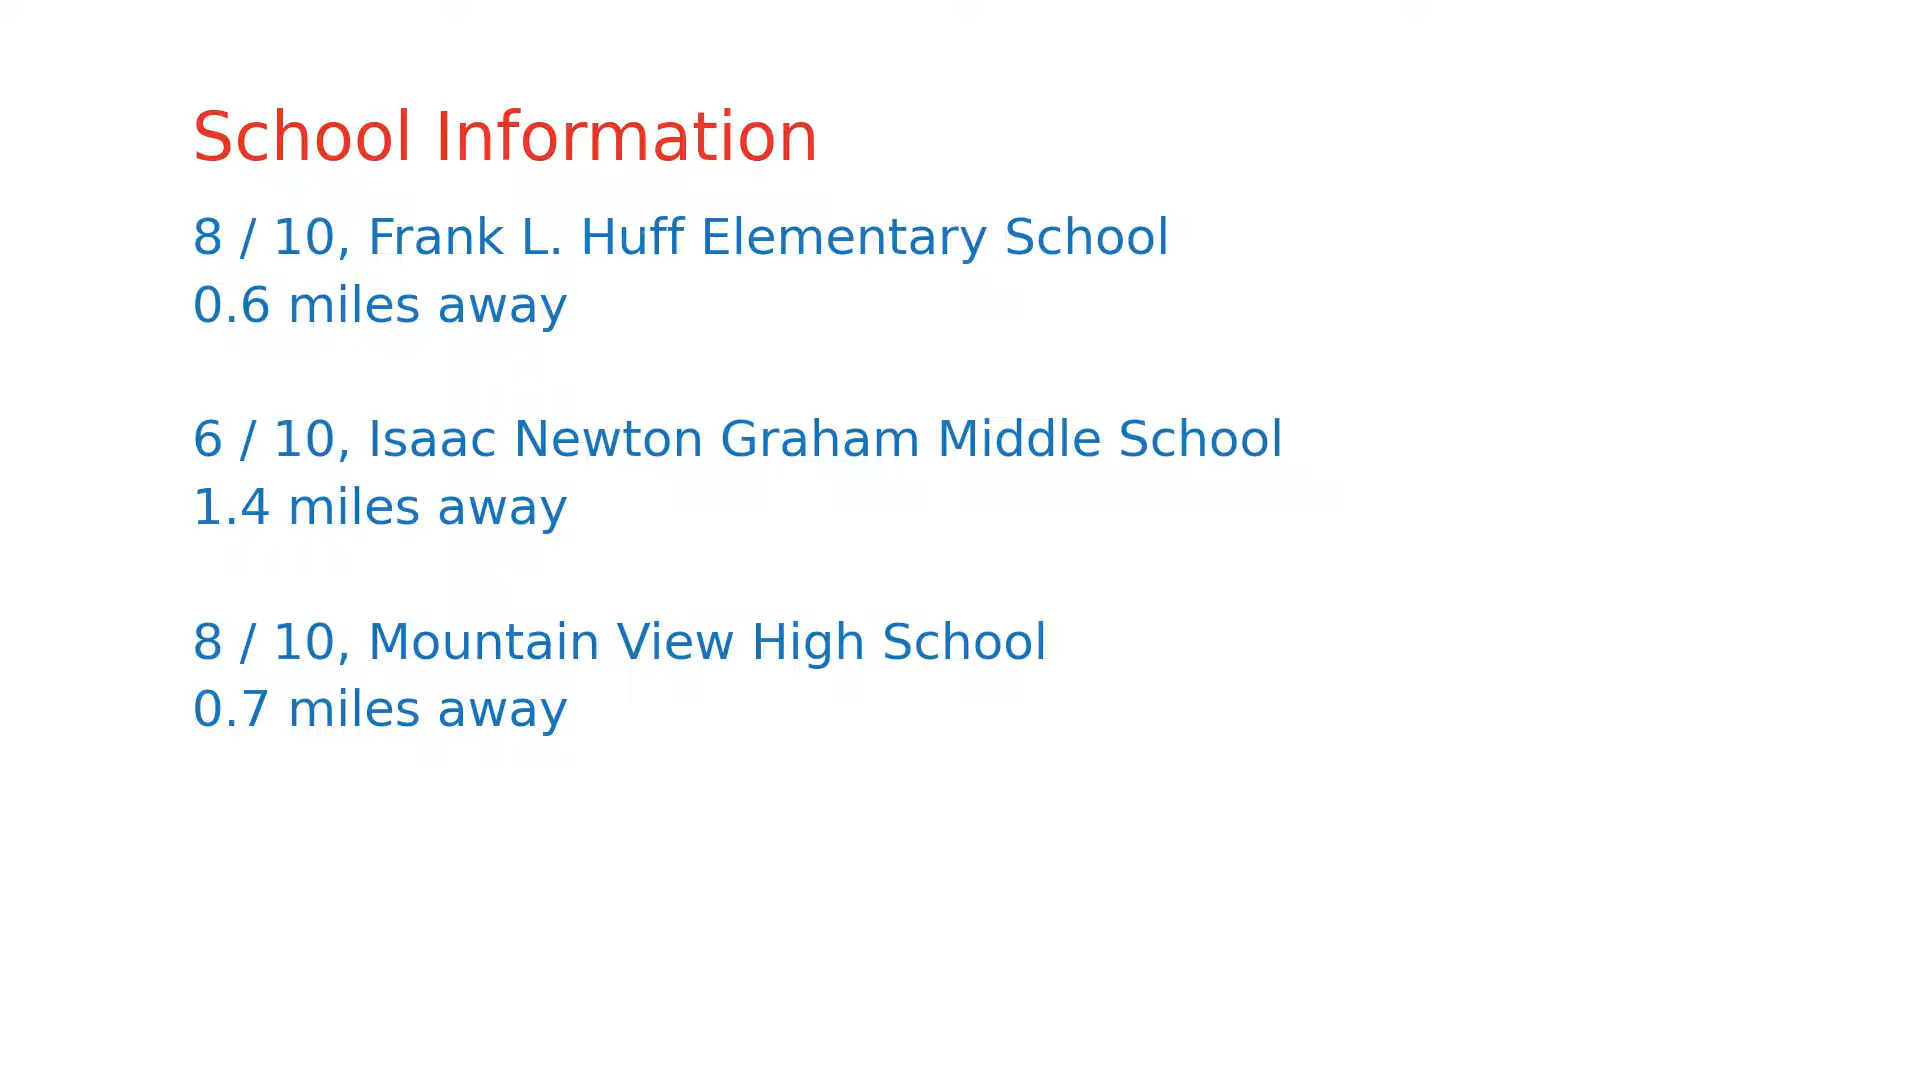 School Information
8 / 10, Frank L. Huff Elementary School
0.6 miles away
6 / 10, Isaac Newton Graham Middle School
1.4 miles away
8 / 10, Mountain View High School
0.7 miles away